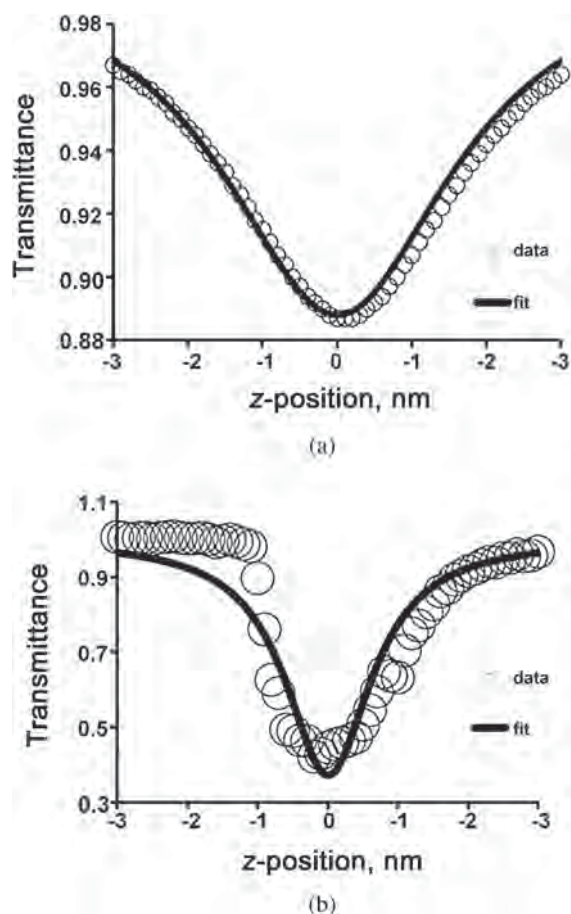 0.98
0.96
0.94
0.92
0.90
0.88
Transmittance
data
fit
-3 -2 -1 0 -1 -2 -3
z-position, nm
(a)
1.1
0.9
0.7
0.5
0.3
Transmittance
data
fit
-3 -2 -1 0 -1 -2 -3
z-position, nm
(b)